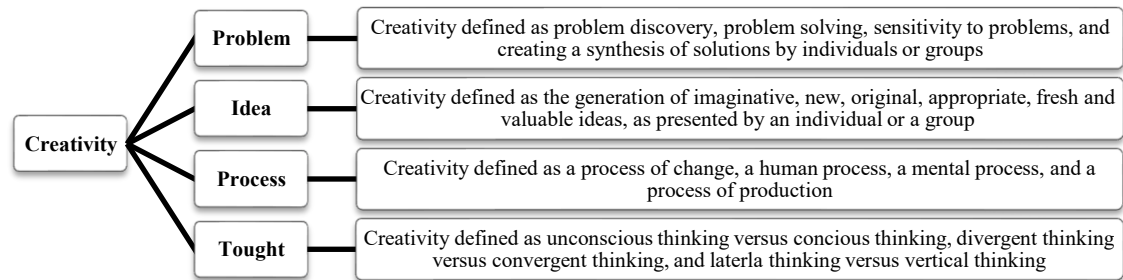 Creativity
Problem
Creativity defined as problem discovery, problem solving, sensitivity to problems, and
creating a synthesis of solutions by individuals or groups
Idea
Creativity defined as the generation of imaginative, new, original, appropriate, fresh and
valuable ideas, as presented by an individual or a group
Process
Creativity defined as a process of change, a human process, a mental process, and a
process of production
Tought
Creativity defined as unconscious thinking versus concious thinking, divergent thinking
versus convergent thinking, and laterla thinking versus vertical thinking